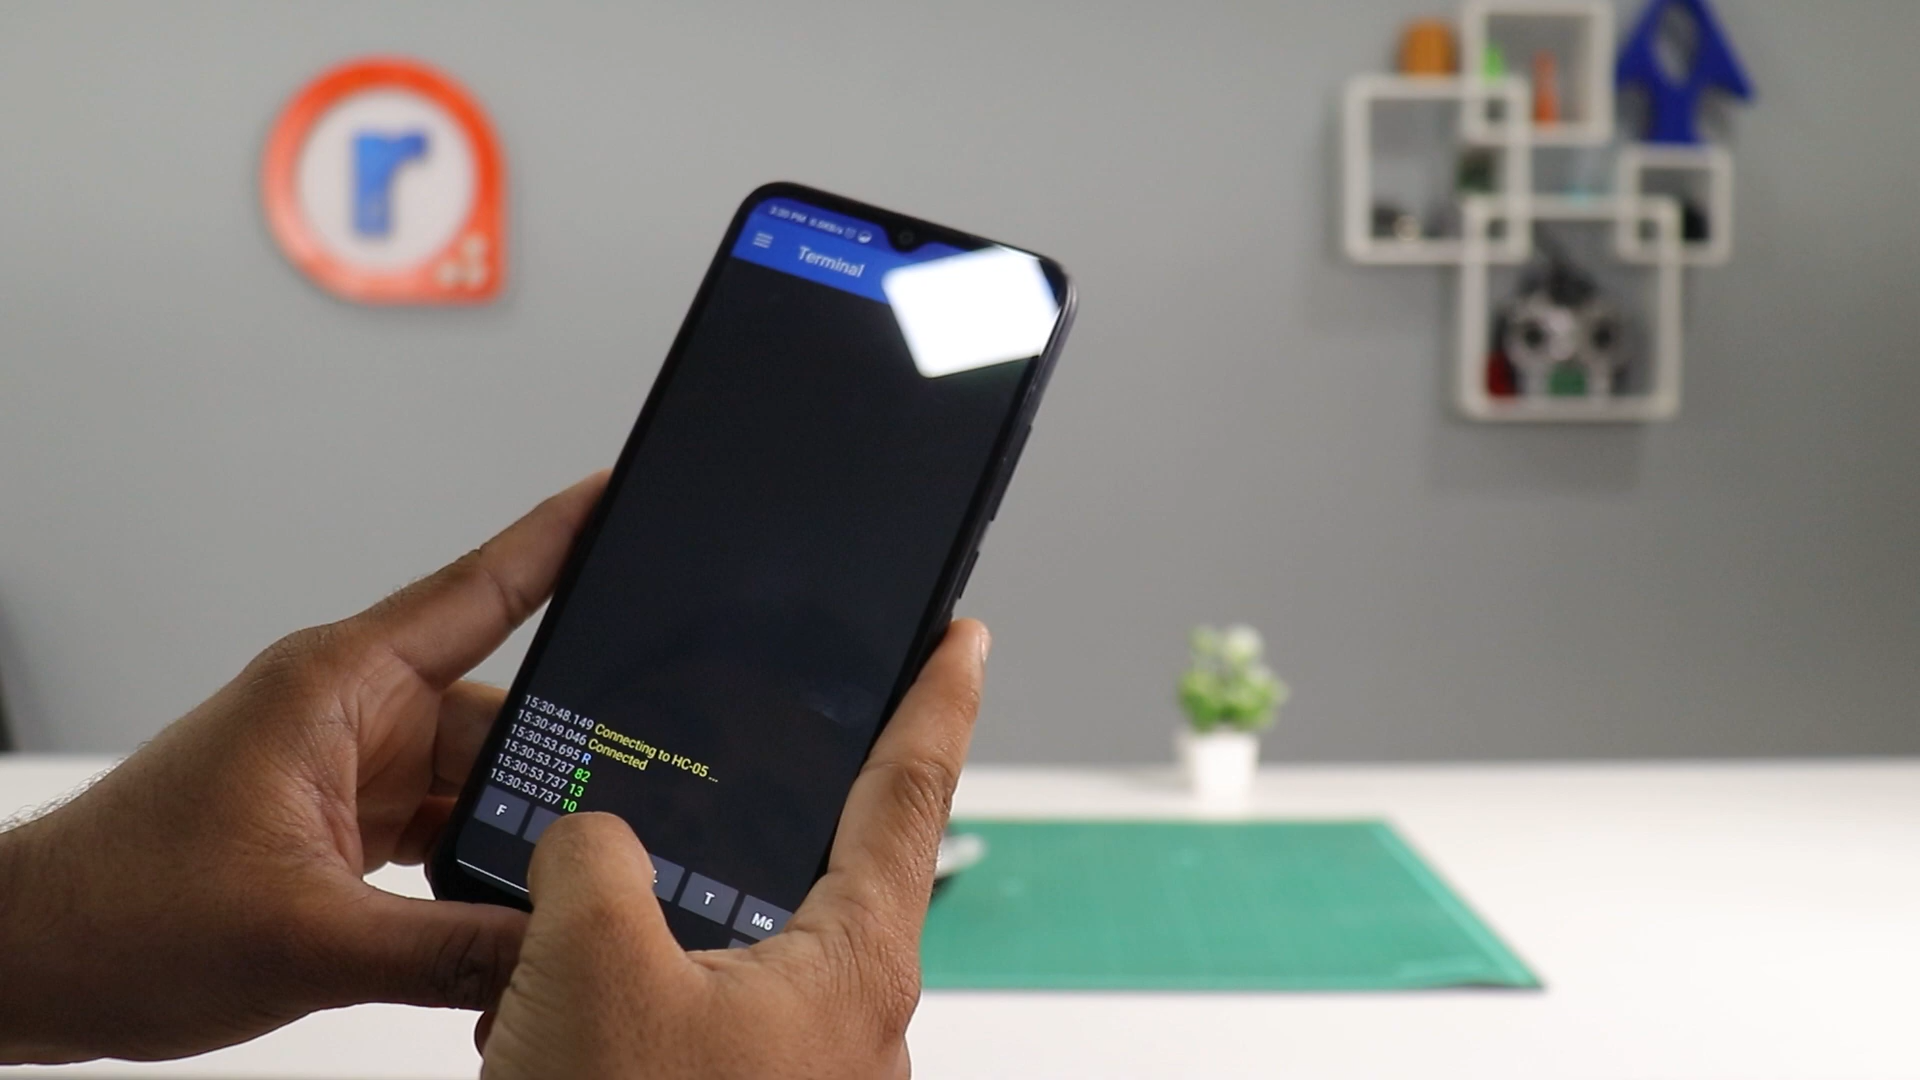 r
Terminal
15:30:48.149 Connecting to HC-05 ...
15:30:49.046 Connected
15:30:53.695 R
15:30:53.737 82
15:30:53.737 13
15:30:53.737 10
F
T
M6